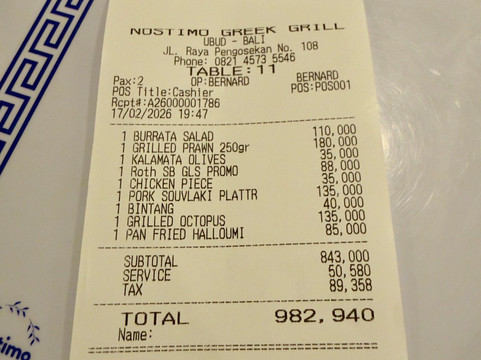 NOSTIMO GREEK GRILL
UBUD - BALI
JL. Raya Pengosekan No. 108
Phone: 0821 4573 5546
TABLE:11
Pax:2 OP:BERNARD BERNARD
POS Title:Cashier POS:POS001
Rcpt#:A26000001786
17/02/2026 19:47
1 BURRATA SALAD 110,000
1 GRILLED PRAWN 250gr 180,000
1 KALAMATA OLIVES 35,000
1 Roth SB GLS PROMO 88,000
1 CHICKEN PIECE 35,000
1 PORK SOUVLAKI PLATTR 135,000
1 BINTANG 40,000
1 GRILLED OCTOPUS 135,000
1 PAN FRIED HALLOUMI 85,000
SUBTOTAL 843,000
SERVICE 50,580
TAX 89,358
TOTAL 982,940
Name:
timo